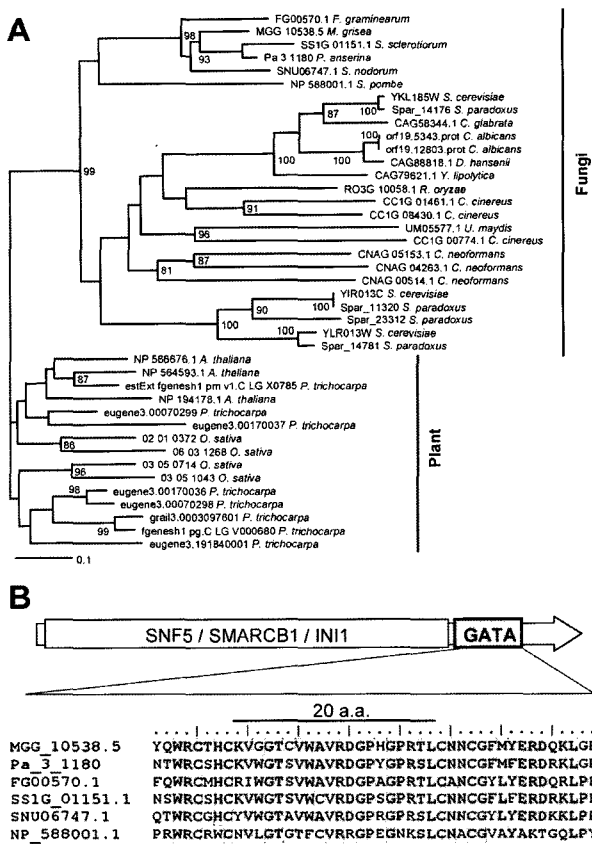 A
FG00570.1 F. graminearum
MGG 10538.5 M. grisea
SS1G 01151.1 S. sclerotiorum
Pa 3 1180 P. anserina
SNU06747.1 S. nodorum
NP 588001.1 S. pombe
YKL185W S. cerevisiae
Spar_14176 S. paradoxus
CAG58344.1 C. glabrata
orf19.5343.prot C. albicans
orf19.12803.prot C. albicans
CAG88818.1 D. hansenii
CAG79621.1 Y. lipolytica
RO3G 10058.1 R. oryzae
CC1G 01461.1 C. cinereus
CC1G 08430.1 C. cinereus
UM05577.1 U. maydis
CC1G 00774.1 C. cinereus
CNAG 05153.1 C. neoformans
CNAG 04263.1 C. neoformans
CNAG 00514.1 C. neoformans
YIR013C S. cerevisiae
Spar_11320 S. paradoxus
Spar_23312 S. paradoxus
YLR013W S. cerevisiae
Spar_14781 S. paradoxus
98
93
99
87
100
100
100
100
91
96
87
81
90
100
100
100
Fungi
NP 566676.1 A. thaliana
NP 564593.1 A. thaliana
estExt fgenesh1 pm v1.C LG X0785 P. trichocarpa
NP 194178.1 A. thaliana
eugene3.00070299 P. trichocarpa
eugene3.00170037 P. trichocarpa
02 01 0372 O. sativa
06 03 1268 O. sativa
03 05 0714 O. sativa
03 05 1043 O. sativa
eugene3.00170036 P. trichocarpa
eugene3.00070298 P. trichocarpa
grail3.0003097601 P. trichocarpa
fgenesh1 pg.C LG V000680 P. trichocarpa
eugene3.191840001 P. trichocarpa
87
86
96
98
99
Plant
0.1
B
SNF5 / SMARCB1 / INI1
GATA
20 a.a.
MGG_10538.5 YQWRCTHCKVGGTCVWAVRDGPHGPRTLCNNCGFMYERDQKLGP
Pa_3_1180 NTWRCSHCKVWGTSVWAVRDGPHGPRSLCNNCGFLYERDRKLP
FG00570.1 FQWRCMHCRIWGTSVWAVRDGPAGPRTLCANCGYLYERDQRLPP
SS1G_01151.1 NSWRCSHCKVWGTSVWCVRDGPSGPRTLCNNCGFLFERDRKLP
SNU06747.1 QTWRCGHCYVWGTAVWAVRDGPHGPRSLCNNCGFLYERDKKLP
NP_588001.1 PRWRCRWCNVLGTGTFCVRRGPEGNKSLCNACGVAYAKTGQLPY